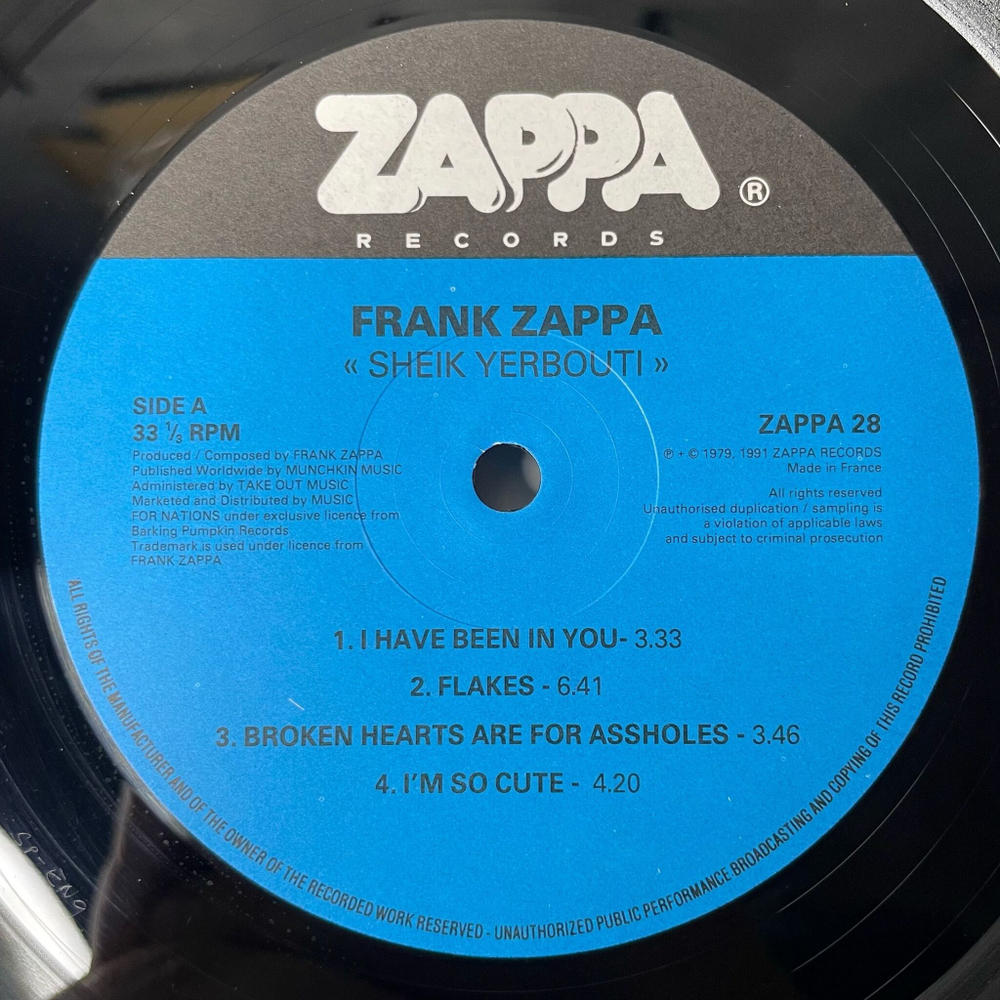 ZAPPA ®
RECORDS
FRANK ZAPPA
« SHEIK YERBOUTI »
SIDE A
33 ⅓ RPM
Produced / Composed by FRANK ZAPPA
Published Worldwide by MUNCHKIN MUSIC
Administered by TAKE OUT MUSIC
Marketed and Distributed by MUSIC
FOR NATIONS under exclusive licence from
Barking Pumpkin Records
Trademark is used under licence from
FRANK ZAPPA
ZAPPA 28
℗ + © 1979, 1991 ZAPPA RECORDS
Made in France
All rights reserved
Unauthorised duplication / sampling is
a violation of applicable laws
and subject to criminal prosecution
1. I HAVE BEEN IN YOU- 3.33
2. FLAKES - 6.41
3. BROKEN HEARTS ARE FOR ASSHOLES - 3.46
4. I'M SO CUTE - 4.20
ALL RIGHTS OF THE MANUFACTURER AND OF THE OWNER OF THE RECORDED WORK RESERVED - UNAUTHORIZED PUBLIC PERFORMANCE BROADCASTING AND COPYING OF THIS RECORD PROHIBITED